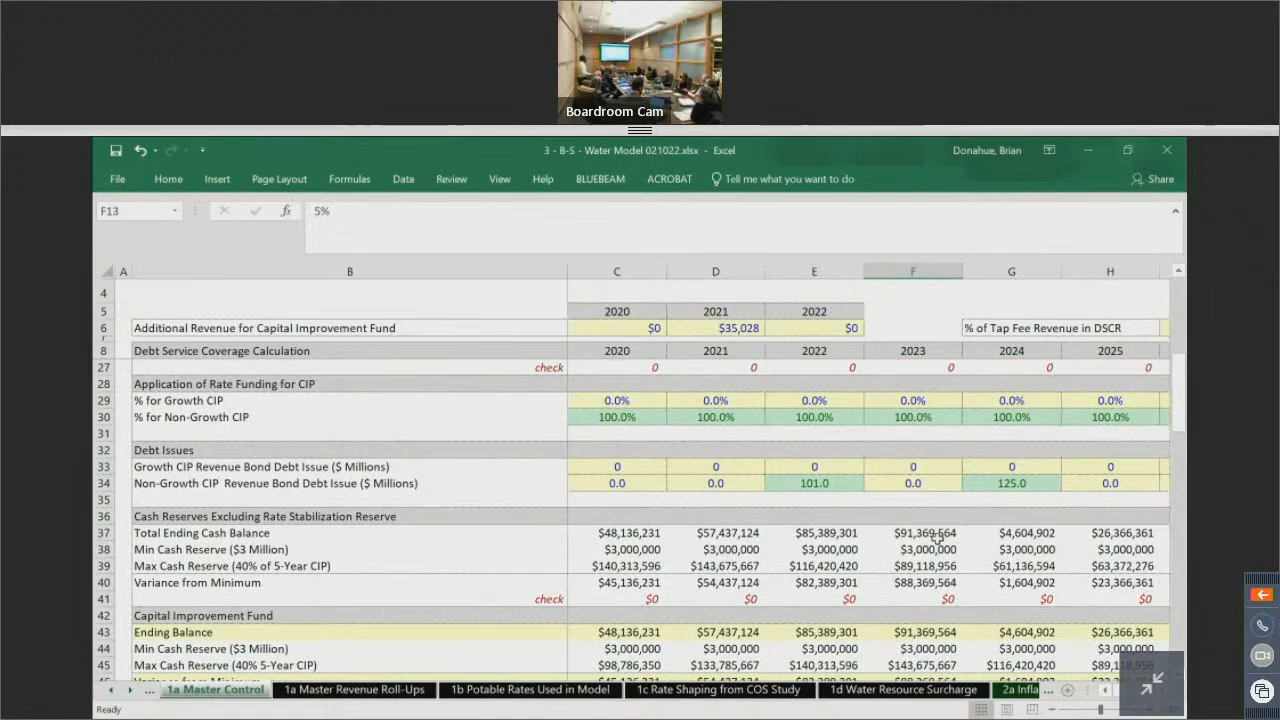 Boardroom Cam
3 - B-S - Water Model 021022.xlsx - Excel
Donahue, Brian
File Home Insert Page Layout Formulas Data Review View Help BLUEBEAM ACROBAT Tell me what you want to do Share
F13 fx 5%
A B C D E F G H
4
5 2020 2021 2022
6 Additional Revenue for Capital Improvement Fund $0 $35,028 $0 % of Tap Fee Revenue in DSCR
8 Debt Service Coverage Calculation 2020 2021 2022 2023 2024 2025
27 check 0 0 0 0 0 0
28 Application of Rate Funding for CIP
29 % for Growth CIP 0.0% 0.0% 0.0% 0.0% 0.0% 0.0%
30 % for Non-Growth CIP 100.0% 100.0% 100.0% 100.0% 100.0% 100.0%
31
32 Debt Issues
33 Growth CIP Revenue Bond Debt Issue ($ Millions) 0 0 0 0 0 0
34 Non-Growth CIP Revenue Bond Debt Issue ($ Millions) 0.0 0.0 101.0 0.0 125.0 0.0
35
36 Cash Reserves Excluding Rate Stabilization Reserve
37 Total Ending Cash Balance $48,136,231 $57,437,124 $85,389,301 $91,369,564 $4,604,902 $26,366,361
38 Min Cash Reserve ($3 Million) $3,000,000 $3,000,000 $3,000,000 $3,000,000 $3,000,000 $3,000,000
39 Max Cash Reserve (40% of 5-Year CIP) $140,313,596 $143,675,667 $116,420,420 $89,118,956 $61,136,594 $63,372,276
40 Variance from Minimum $45,136,231 $54,437,124 $82,389,301 $88,369,564 $1,604,902 $23,366,361
41 check $0 $0 $0 $0 $0 $0
42 Capital Improvement Fund
43 Ending Balance $48,136,231 $57,437,124 $85,389,301 $91,369,564 $4,604,902 $26,366,361
44 Min Cash Reserve ($3 Million) $3,000,000 $3,000,000 $3,000,000 $3,000,000 $3,000,000 $3,000,000
45 Max Cash Reserve (40% 5-Year CIP) $98,786,350 $133,785,667 $140,313,596 $143,675,667 $116,420,420 $89,118,956
... 1a Master Control 1a Master Revenue Roll-Ups 1b Potable Rates Used in Model 1c Rate Shaping from COS Study 1d Water Resource Surcharge 2a Infla ...
Ready